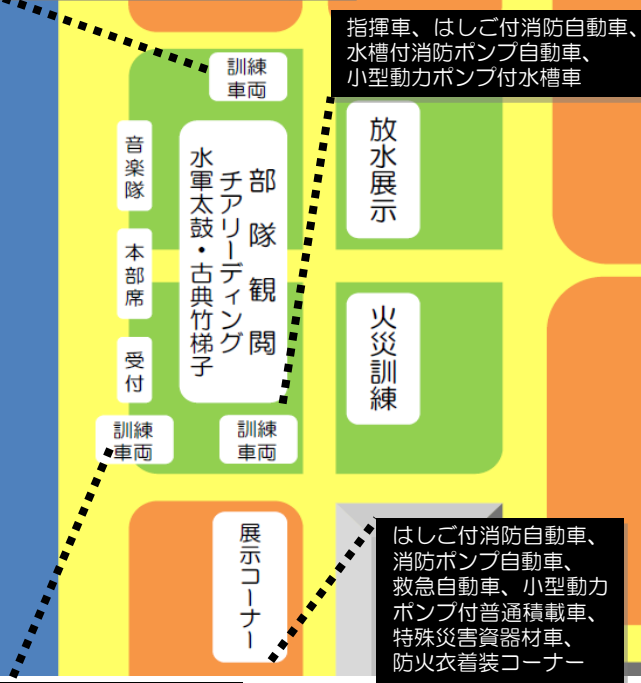 指揮車、はしご付消防自動車、
水槽付消防ポンプ自動車、
小型動力ポンプ付水槽車
訓練
車両
音楽隊
本部席
受付
部隊観閲
チアリーディング
水軍太鼓・古典竹梯子
放水展示
火災訓練
訓練
車両
訓練
車両
展示コーナー
はしご付消防自動車、
消防ポンプ自動車、
救急自動車、小型動力
ポンプ付普通積載車、
特殊災害資器材車、
防火衣着装コーナー